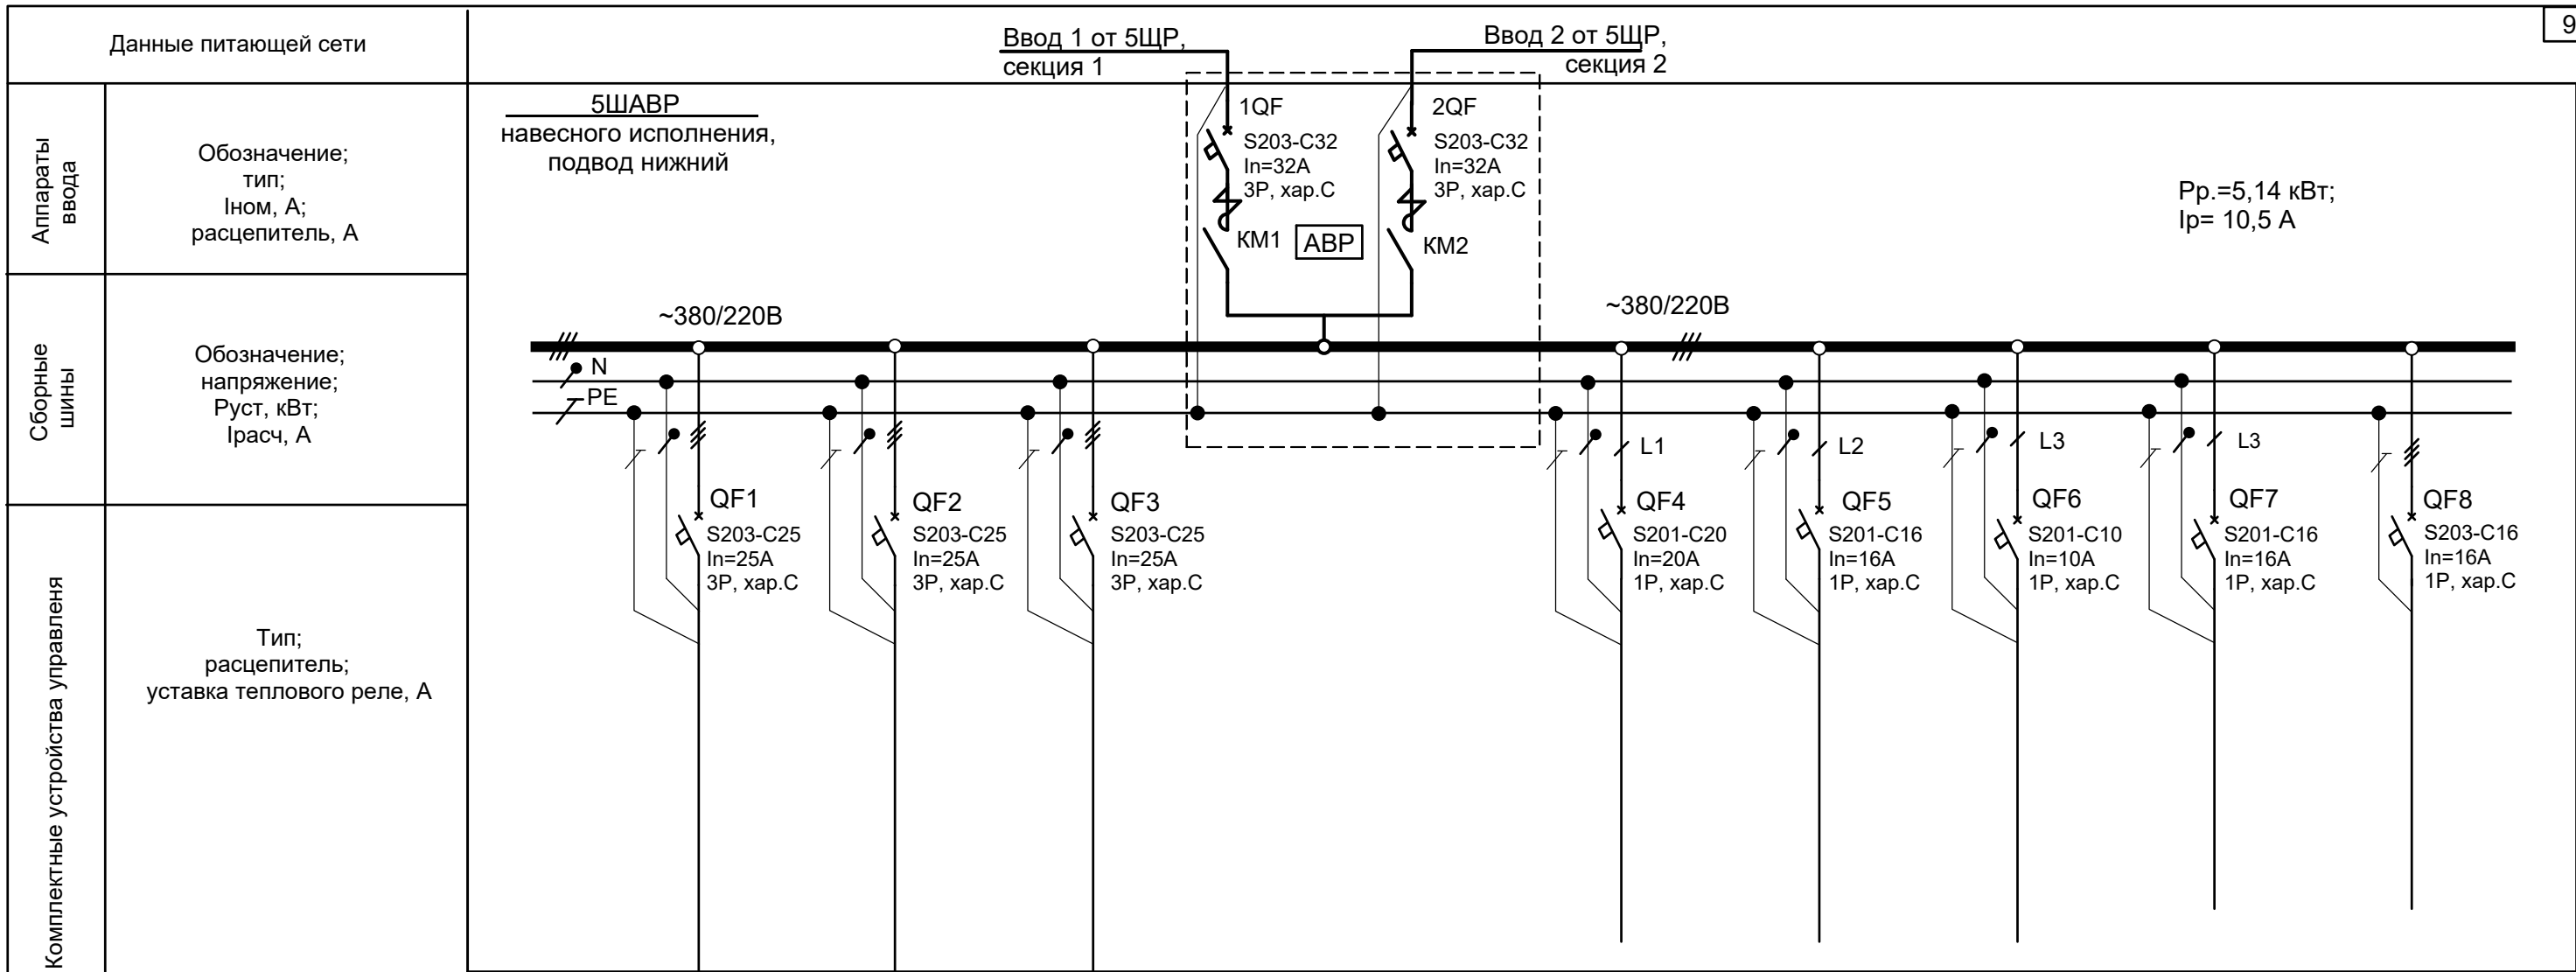 Данные питающей сети
Ввод 1 от 5ЩР,
секция 1
Ввод 2 от 5ЩР,
секция 2
9
Аппараты
ввода
Обозначение;
тип;
Iном, А;
расцепитель, А
5ШАВР
навесного исполнения,
подвод нижний
1QF
S203-C32
In=32A
3P, хар.С
КМ1
АВР
2QF
S203-C32
In=32A
3P, хар.С
КМ2
Рр.=5,14 кВт;
Iр= 10,5 А
Сборные
шины
Обозначение;
напряжение;
Руст, кВт;
Iрасч, А
~380/220В
~380/220В
N
PE
L1
L2
L3
L3
Комплектные устройства управленя
Тип;
расцепитель;
уставка теплового реле, А
QF1
S203-C25
In=25A
3P, хар.С
QF2
S203-C25
In=25A
3P, хар.С
QF3
S203-C25
In=25A
3P, хар.С
QF4
S201-C20
In=20A
1P, хар.С
QF5
S201-C16
In=16A
1P, хар.С
QF6
S201-C10
In=10A
1P, хар.С
QF7
S201-C16
In=16A
1P, хар.С
QF8
S203-C16
In=16A
1P, хар.С